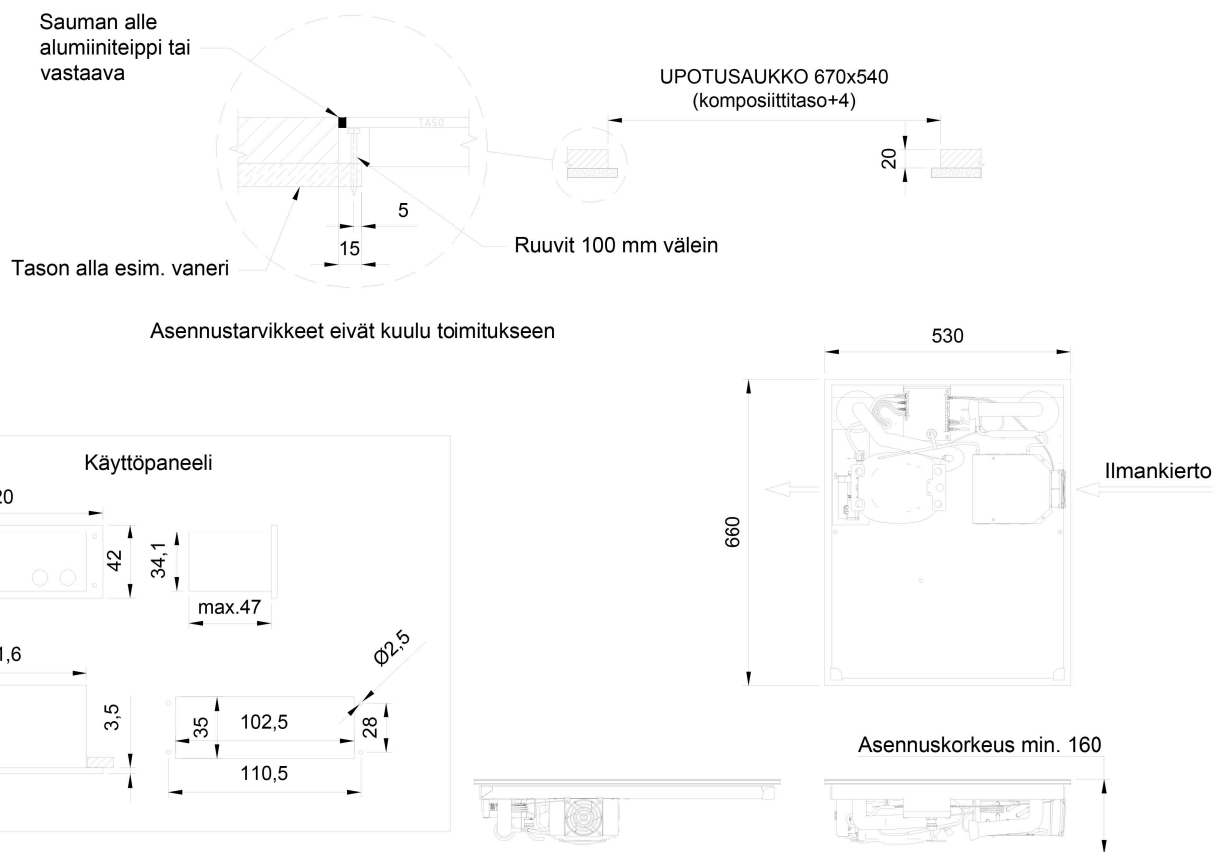 Sauman alle
alumiiniteippi tai
vastaava
TASO
UPOTUSAUKKO 670x540
(komposiittitaso+4)
20
5
15
Ruuvit 100 mm välein
Tason alla esim. vaneri
Asennustarvikkeet eivät kuulu toimitukseen
530
660
Ilmankierto
Käyttöpaneeli
20
42
34,1
max.47
1,6
3,5
Ø2,5
35
102,5
28
110,5
Asennuskorkeus min. 160